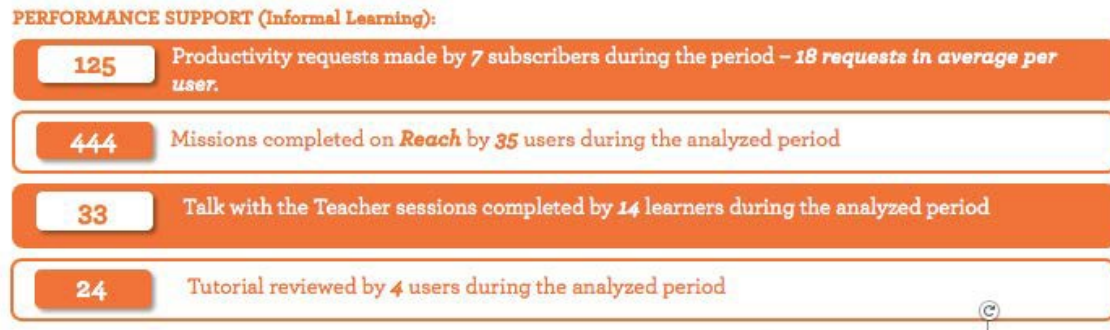 PERFORMANCE SUPPORT (Informal Learning):
125
Productivity requests made by 7 subscribers during the period – 18 requests in average per
user.
444
Missions completed on Reach by 35 users during the analyzed period
33
Talk with the Teacher sessions completed by 14 learners during the analyzed period
24
Tutorial reviewed by 4 users during the analyzed period